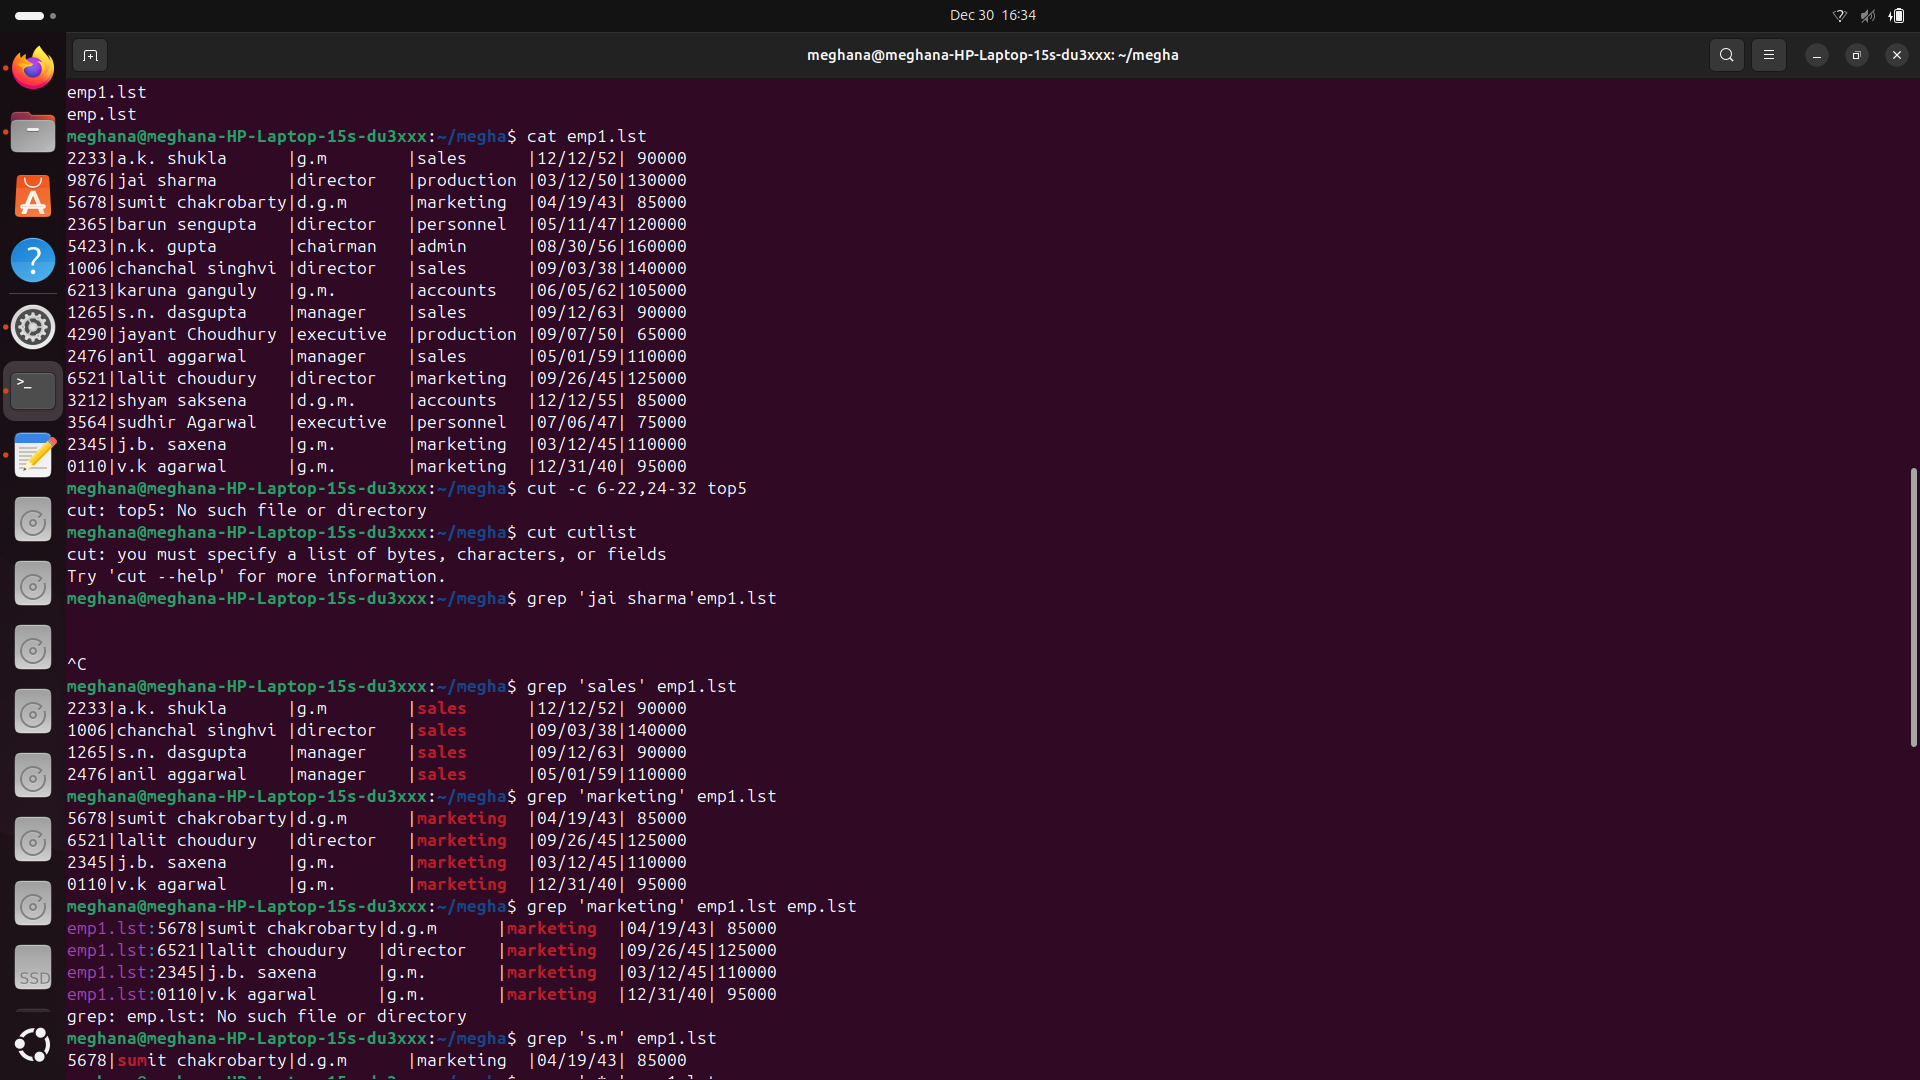 Dec 30 16:34
meghana@meghana-HP-Laptop-15s-du3xxx: ~/megha
emp1.lst
emp.lst
meghana@meghana-HP-Laptop-15s-du3xxx:~/megha$ cat emp1.lst
2233|a.k. shukla      |g.m        |sales      |12/12/52| 90000
9876|jai sharma       |director   |production |03/12/50|130000
5678|sumit chakrobarty|d.g.m      |marketing  |04/19/43| 85000
2365|barun sengupta   |director   |personnel  |05/11/47|120000
5423|n.k. gupta       |chairman   |admin      |08/30/56|160000
1006|chanchal singhvi |director   |sales      |09/03/38|140000
6213|karuna ganguly   |g.m.       |accounts   |06/05/62|105000
1265|s.n. dasgupta    |manager    |sales      |09/12/63| 90000
4290|jayant Choudhury |executive  |production |09/07/50| 65000
2476|anil aggarwal    |manager    |sales      |05/01/59|110000
6521|lalit choudury   |director   |marketing  |09/26/45|125000
3212|shyam saksena    |d.g.m.     |accounts   |12/12/55| 85000
3564|sudhir Agarwal   |executive  |personnel  |07/06/47| 75000
2345|j.b. saxena      |g.m.       |marketing  |03/12/45|110000
0110|v.k agarwal      |g.m.       |marketing  |12/31/40| 95000
meghana@meghana-HP-Laptop-15s-du3xxx:~/megha$ cut -c 6-22,24-32 top5
cut: top5: No such file or directory
meghana@meghana-HP-Laptop-15s-du3xxx:~/megha$ cut cutlist
cut: you must specify a list of bytes, characters, or fields
Try 'cut --help' for more information.
meghana@meghana-HP-Laptop-15s-du3xxx:~/megha$ grep 'jai sharma'emp1.lst
^C
meghana@meghana-HP-Laptop-15s-du3xxx:~/megha$ grep 'sales' emp1.lst
2233|a.k. shukla      |g.m        |sales      |12/12/52| 90000
1006|chanchal singhvi |director   |sales      |09/03/38|140000
1265|s.n. dasgupta    |manager    |sales      |09/12/63| 90000
2476|anil aggarwal    |manager    |sales      |05/01/59|110000
meghana@meghana-HP-Laptop-15s-du3xxx:~/megha$ grep 'marketing' emp1.lst
5678|sumit chakrobarty|d.g.m      |marketing  |04/19/43| 85000
6521|lalit choudury   |director   |marketing  |09/26/45|125000
2345|j.b. saxena      |g.m.       |marketing  |03/12/45|110000
0110|v.k agarwal      |g.m.       |marketing  |12/31/40| 95000
meghana@meghana-HP-Laptop-15s-du3xxx:~/megha$ grep 'marketing' emp1.lst emp.lst
emp1.lst:5678|sumit chakrobarty|d.g.m      |marketing  |04/19/43| 85000
emp1.lst:6521|lalit choudury   |director   |marketing  |09/26/45|125000
emp1.lst:2345|j.b. saxena      |g.m.       |marketing  |03/12/45|110000
emp1.lst:0110|v.k agarwal      |g.m.       |marketing  |12/31/40| 95000
grep: emp.lst: No such file or directory
meghana@meghana-HP-Laptop-15s-du3xxx:~/megha$ grep 's.m' emp1.lst
5678|sumit chakrobarty|d.g.m      |marketing  |04/19/43| 85000
SSD